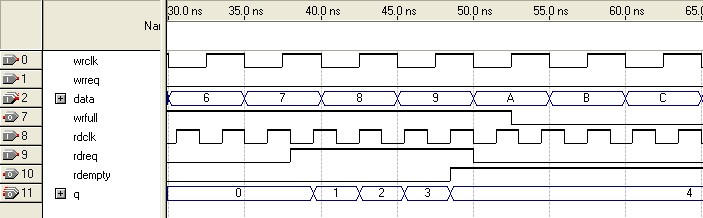 Nar 30.0 ns 35.0 ns 40.0 ns 45.0 ns 50.0 ns 55.0 ns 60.0 ns 65.0
0 wrclk
1 wrreq
2 data 6 7 8 9 A B C
7 wrfull
8 rdclk
9 rdreq
10 rdempty
11 q 0 1 2 3 4